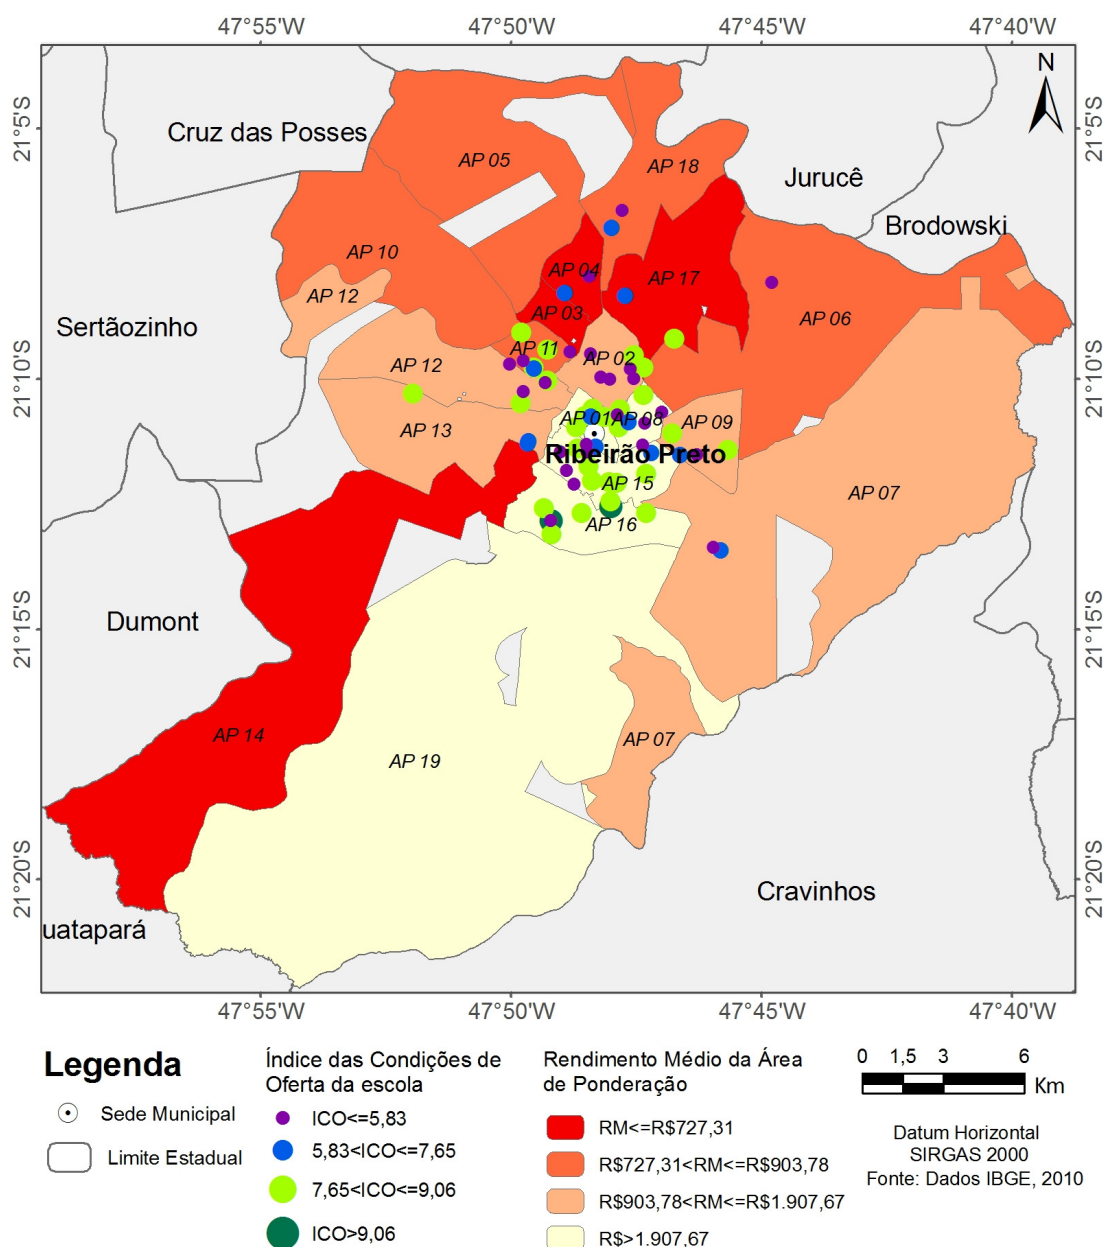 47°55'W 47°50'W 47°45'W 47°40'W
N
21°5'S 21°5'S
Cruz das Posses
AP 05
AP 18
Jurucê
Brodowski
AP 10
AP 04
AP 17
AP 12
AP 03
AP 06
Sertãozinho
AP 11
AP 02
21°10'S 21°10'S
AP 12
AP 01
AP 08
AP 09
AP 13
Ribeirão Preto
AP 15
AP 07
AP 16
Dumont
21°15'S 21°15'S
AP 14
AP 07
AP 19
21°20'S 21°20'S
Cravinhos
uatapará
47°55'W 47°50'W 47°45'W 47°40'W
Legenda
Sede Municipal
Limite Estadual
Índice das Condições de
Oferta da escola
ICO<=5,83
5,83<ICO<=7,65
7,65<ICO<=9,06
ICO>9,06
Rendimento Médio da Área
de Ponderação
RM<=R$727,31
R$727,31<RM<=R$903,78
R$903,78<RM<=R$1.907,67
R$>1.907,67
0 1,5 3 6
Km
Datum Horizontal
SIRGAS 2000
Fonte: Dados IBGE, 2010